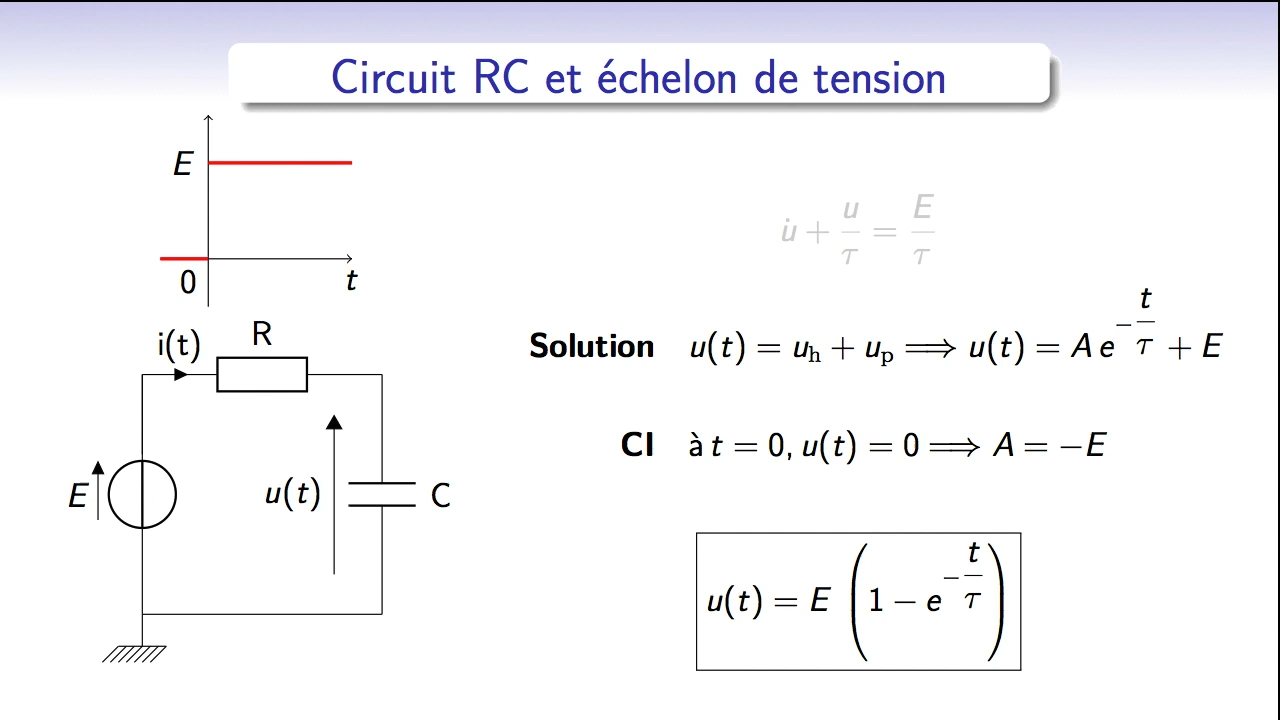 Circuit RC et échelon de tension
E
0
t
u̇ + u/τ = E/τ
i(t)
R
E
u(t)
C
Solution u(t) = u_h + u_p ⟹ u(t) = A e^(−t/τ) + E
CI à t = 0, u(t) = 0 ⟹ A = −E
u(t) = E (1 − e^(−t/τ))